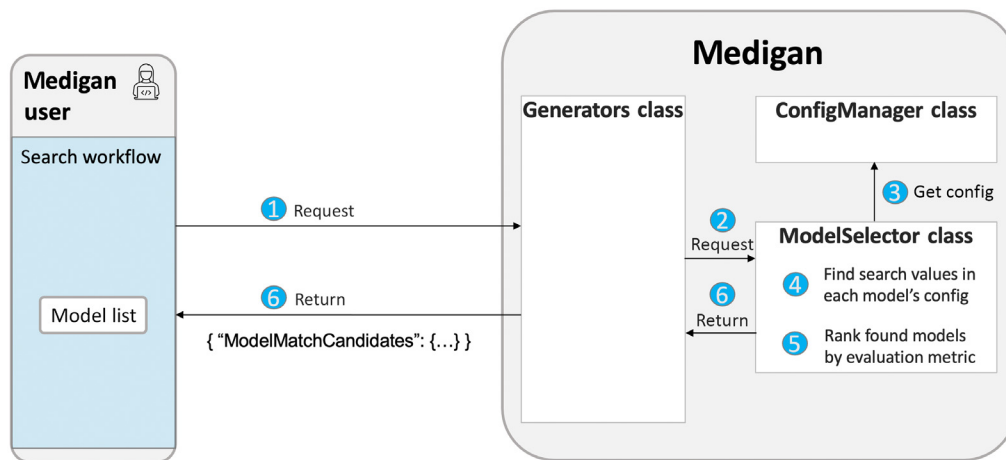 Medigan
user
Search workflow
Model list
1 Request
6 Return
{ “ModelMatchCandidates”: {…} }
Medigan
Generators class
2
Request
6
Return
ConfigManager class
3 Get config
ModelSelector class
4 Find search values in
each model’s config
5 Rank found models
by evaluation metric